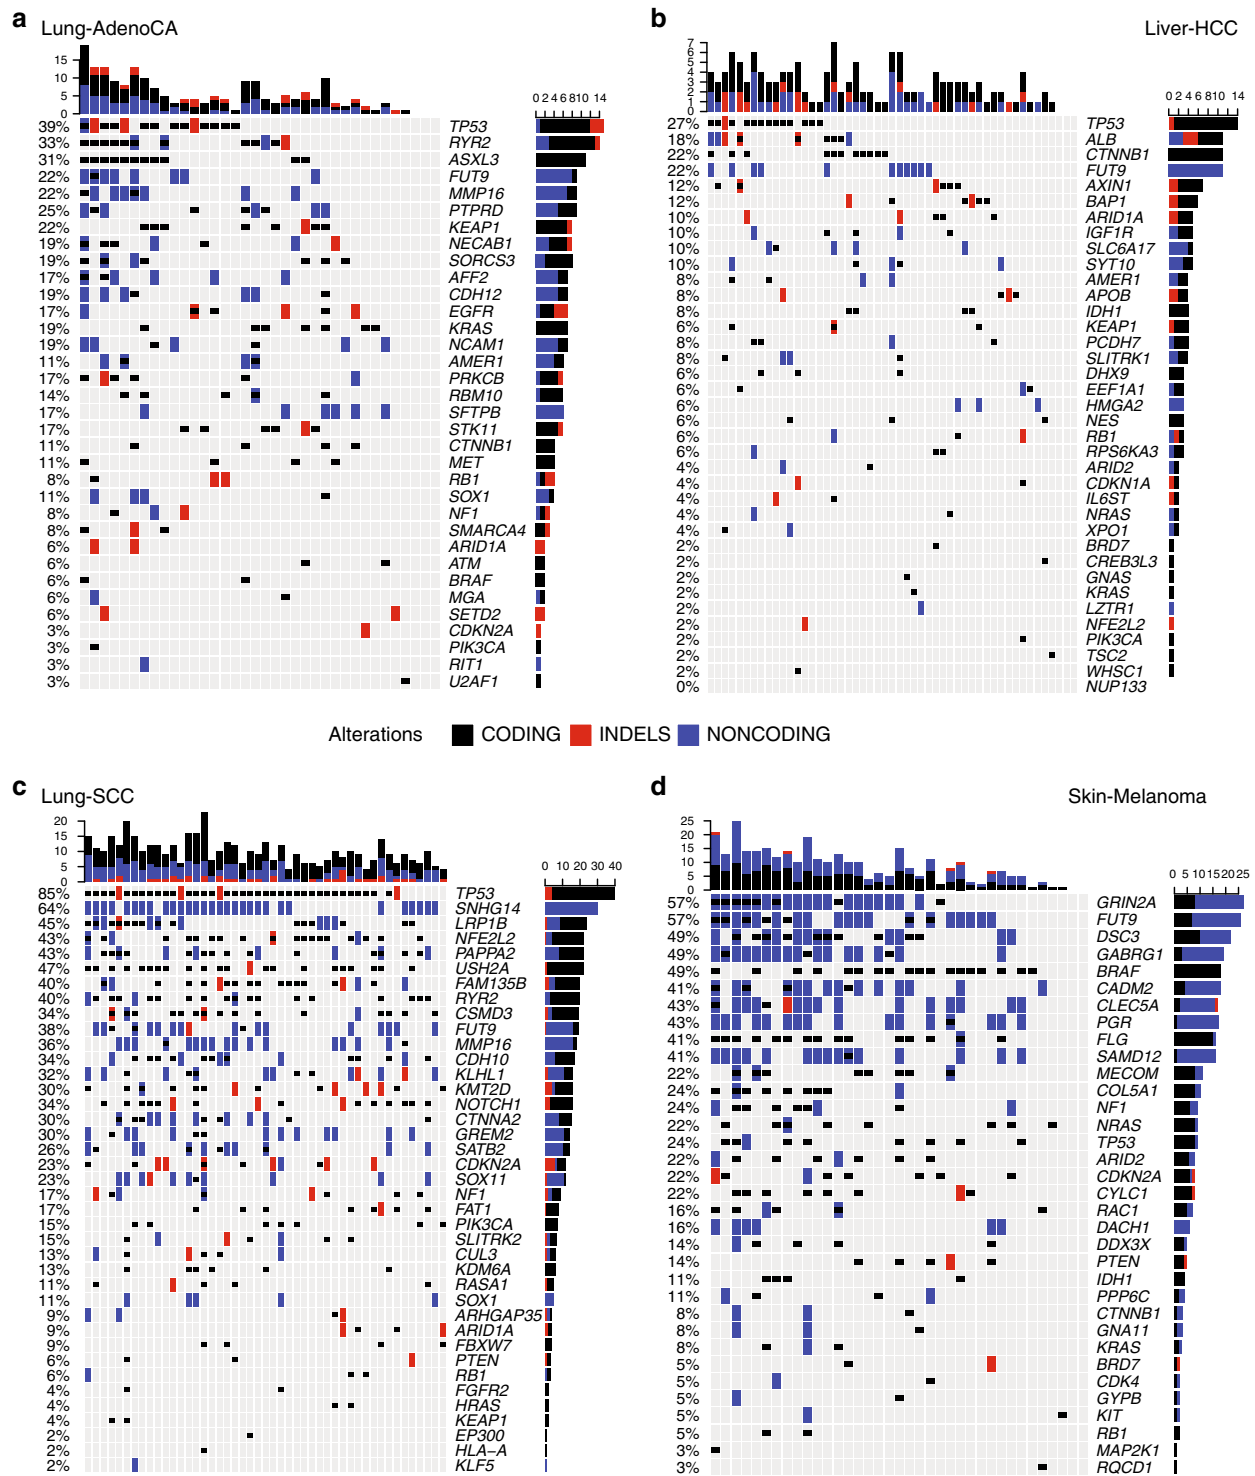 a Lung-AdenoCA
15
10
5
0
0 2 4 6 8 10 14
39% TP53
33% RYR2
31% ASXL3
22% FUT9
22% MMP16
25% PTPRD
22% KEAP1
19% NECAB1
19% SORCS3
17% AFF2
19% CDH12
17% EGFR
19% KRAS
19% NCAM1
11% AMER1
17% PRKCB
14% RBM10
17% SFTPB
17% STK11
11% CTNNB1
11% MET
8% RB1
11% SOX1
8% NF1
8% SMARCA4
6% ARID1A
6% ATM
6% BRAF
6% MGA
6% SETD2
3% CDKN2A
3% PIK3CA
3% RIT1
3% U2AF1
b Liver-HCC
7
6
5
4
3
2
1
0
0 2 4 6 8 10 14
27% TP53
18% ALB
22% CTNNB1
22% FUT9
12% AXIN1
12% BAP1
10% ARID1A
10% IGF1R
10% SLC6A17
10% SYT10
8% AMER1
8% APOB
8% IDH1
6% KEAP1
8% PCDH7
8% SLITRK1
6% DHX9
6% EEF1A1
6% HMGA2
6% NES
6% RB1
6% RPS6KA3
4% ARID2
4% CDKN1A
4% IL6ST
4% NRAS
4% XPO1
2% BRD7
2% CREB3L3
2% GNAS
2% KRAS
2% LZTR1
2% NFE2L2
2% PIK3CA
2% TSC2
2% WHSC1
0% NUP133
Alterations CODING INDELS NONCODING
c Lung-SCC
20
15
10
5
0
0 10 20 30 40
85% TP53
64% SNHG14
45% LRP1B
43% NFE2L2
43% PAPPA2
47% USH2A
40% FAM135B
40% RYR2
34% CSMD3
38% FUT9
36% MMP16
34% CDH10
32% KLHL1
30% KMT2D
34% NOTCH1
30% CTNNA2
30% GREM2
26% SATB2
23% CDKN2A
23% SOX11
17% NF1
17% FAT1
15% PIK3CA
15% SLITRK2
13% CUL3
13% KDM6A
11% RASA1
11% SOX1
9% ARHGAP35
9% ARID1A
9% FBXW7
6% PTEN
6% RB1
4% FGFR2
4% HRAS
4% KEAP1
2% EP300
2% HLA−A
2% KLF5
d Skin-Melanoma
25
20
15
10
5
0
0 5 10 15 20 25
57% GRIN2A
57% FUT9
49% DSC3
49% GABRG1
49% BRAF
41% CADM2
43% CLEC5A
43% PGR
41% FLG
41% SAMD12
22% MECOM
24% COL5A1
24% NF1
22% NRAS
24% TP53
22% ARID2
22% CDKN2A
22% CYLC1
16% RAC1
16% DACH1
14% DDX3X
14% PTEN
11% IDH1
11% PPP6C
8% CTNNB1
8% GNA11
8% KRAS
5% BRD7
5% CDK4
5% GYPB
5% KIT
5% RB1
3% MAP2K1
3% RQCD1